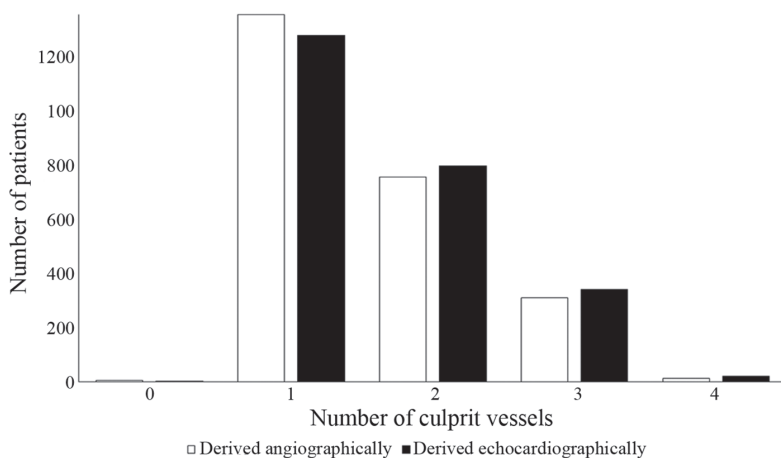 Number of patients
1200
100
800
600
400
200
0
0 1 2 3 4
Number of culprit vessels
Derived angiographically Derived echocardiographically